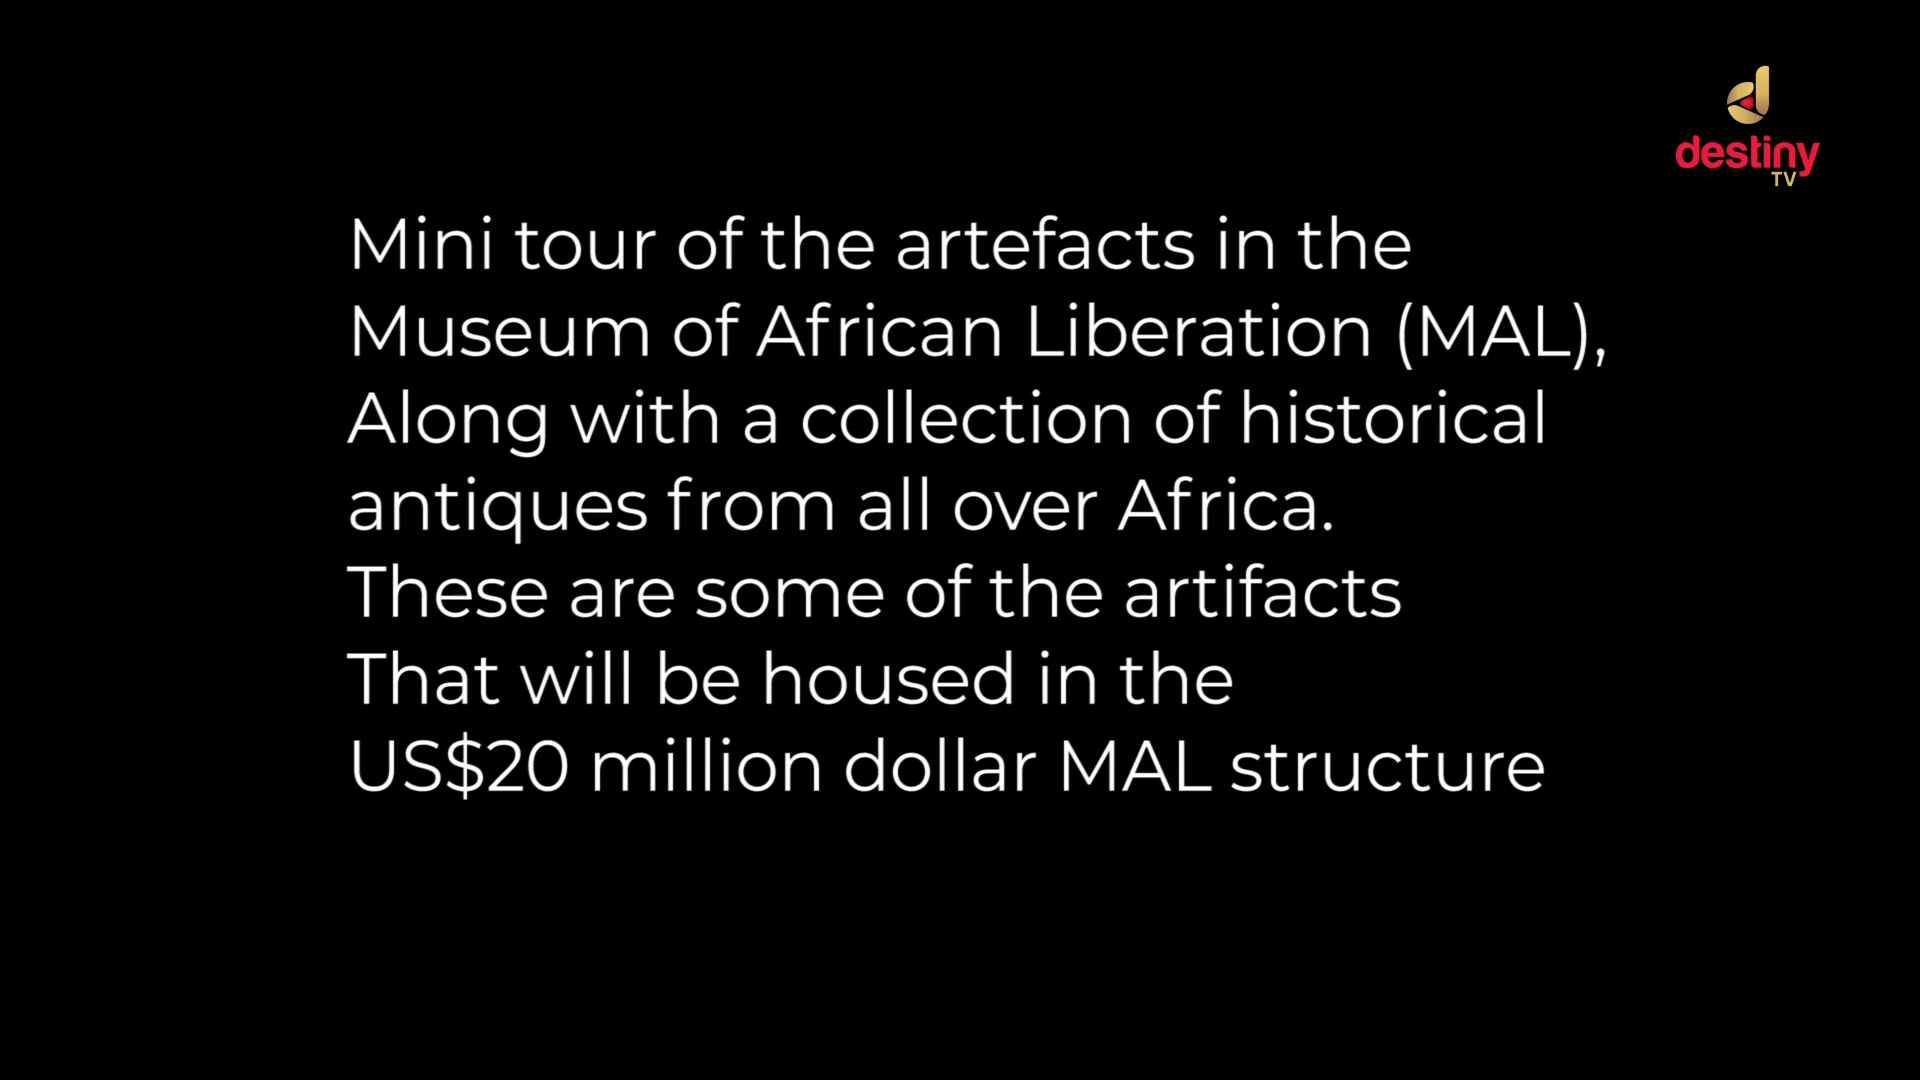 destiny
TV
Mini tour of the artefacts in the
Museum of African Liberation (MAL),
Along with a collection of historical
antiques from all over Africa.
These are some of the artifacts
That will be housed in the
US$20 million dollar MAL structure